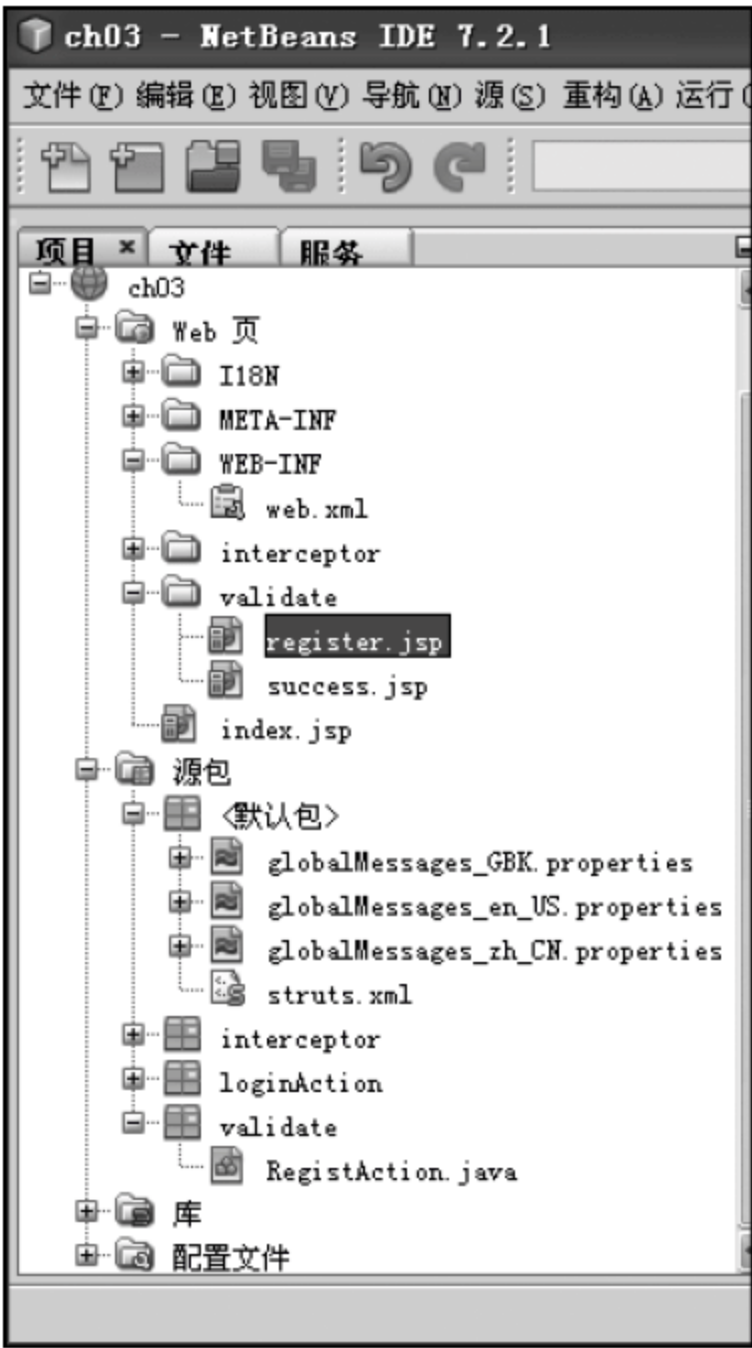 ch03 - NetBeans IDE 7.2.1
文件(F) 编辑(E) 视图(V) 导航(N) 源(S) 重构(A) 运行(
项目 × 文件 服务
ch03
Web 页
I18N
META-INF
WEB-INF
web.xml
interceptor
validate
register.jsp
success.jsp
index.jsp
源包
<默认包>
globalMessages_GBK.properties
globalMessages_en_US.properties
globalMessages_zh_CN.properties
struts.xml
interceptor
loginAction
validate
RegistAction.java
库
配置文件